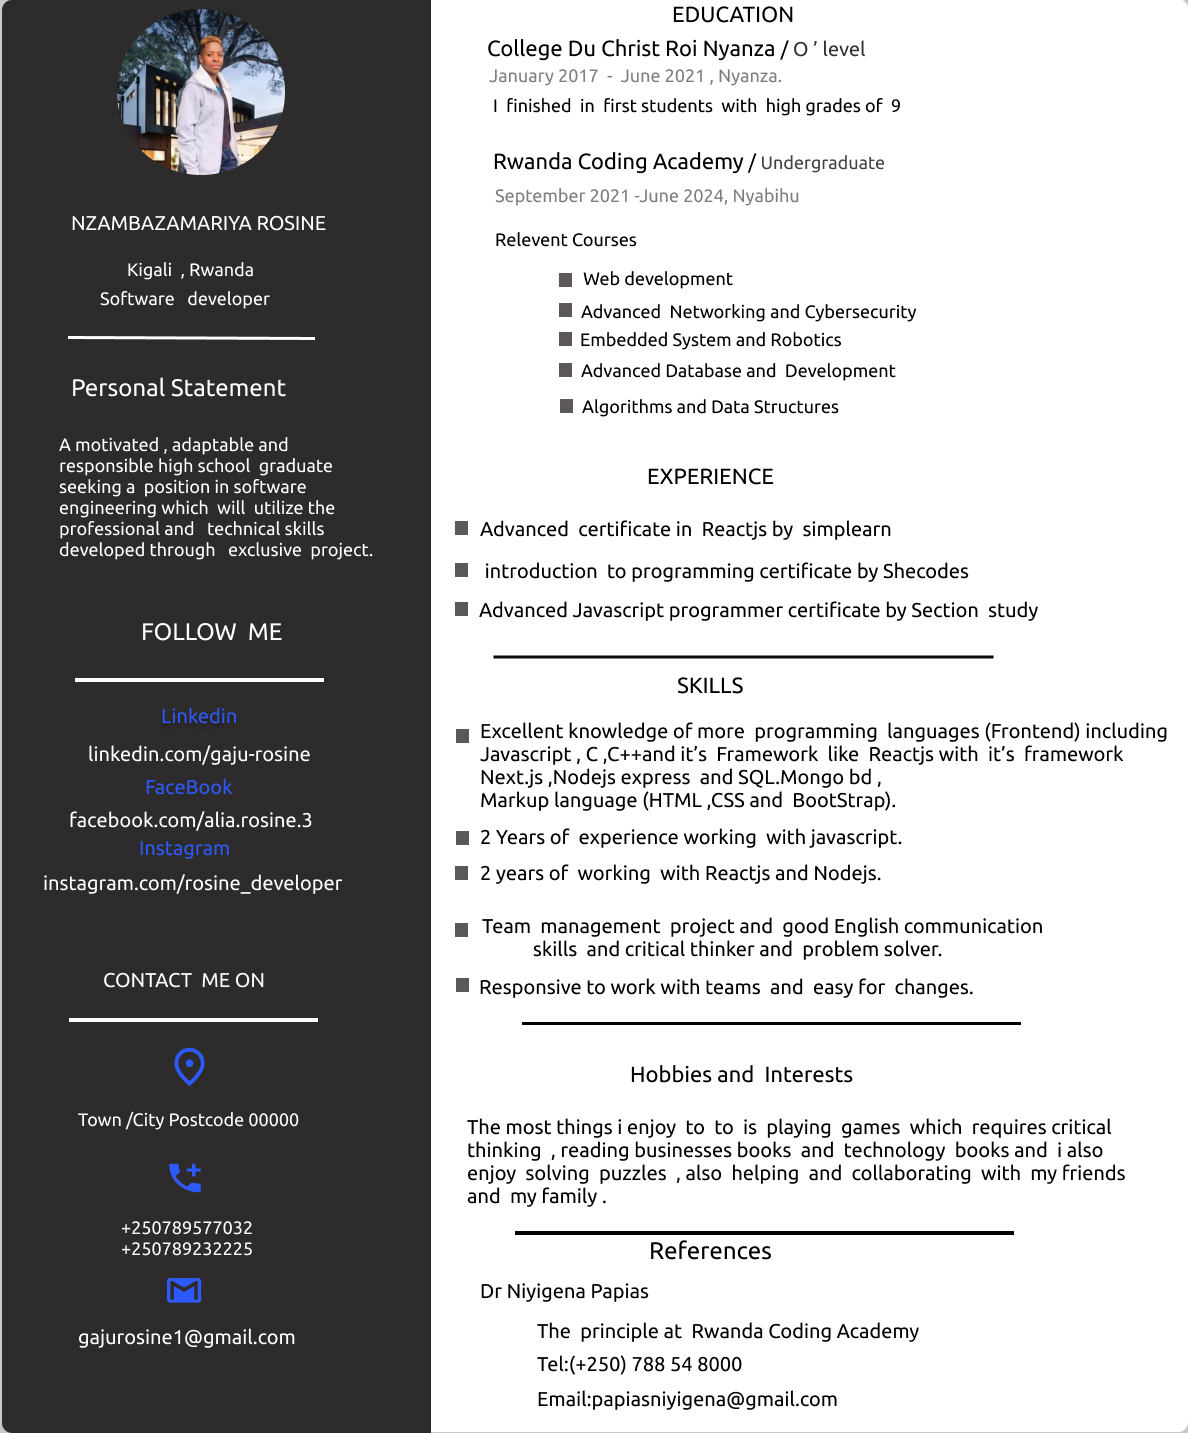 NZAMBAZAMARIYA ROSINE
Kigali , Rwanda
Software developer
Personal Statement
A motivated , adaptable and
responsible high school graduate
seeking a position in software
engineering which will utilize the
professional and technical skills
developed through exclusive project.
FOLLOW ME
Linkedin
linkedin.com/gaju-rosine
FaceBook
facebook.com/alia.rosine.3
Instagram
instagram.com/rosine_developer
CONTACT ME ON
Town /City Postcode 00000
+250789577032
+250789232225
gajurosine1@gmail.com
EDUCATION
College Du Christ Roi Nyanza / O ’ level
January 2017 - June 2021 , Nyanza.
I finished in first students with high grades of 9
Rwanda Coding Academy / Undergraduate
September 2021 -June 2024, Nyabihu
Relevent Courses
Web development
Advanced Networking and Cybersecurity
Embedded System and Robotics
Advanced Database and Development
Algorithms and Data Structures
EXPERIENCE
Advanced certificate in Reactjs by simplearn
introduction to programming certificate by Shecodes
Advanced Javascript programmer certificate by Section study
SKILLS
Excellent knowledge of more programming languages (Frontend) including
Javascript , C ,C++and it’s Framework like Reactjs with it’s framework
Next.js ,Nodejs express and SQL.Mongo bd ,
Markup language (HTML ,CSS and BootStrap).
2 Years of experience working with javascript.
2 years of working with Reactjs and Nodejs.
Team management project and good English communication
skills and critical thinker and problem solver.
Responsive to work with teams and easy for changes.
Hobbies and Interests
The most things i enjoy to to is playing games which requires critical
thinking , reading businesses books and technology books and i also
enjoy solving puzzles , also helping and collaborating with my friends
and my family .
References
Dr Niyigena Papias
The principle at Rwanda Coding Academy
Tel:(+250) 788 54 8000
Email:papiasniyigena@gmail.com